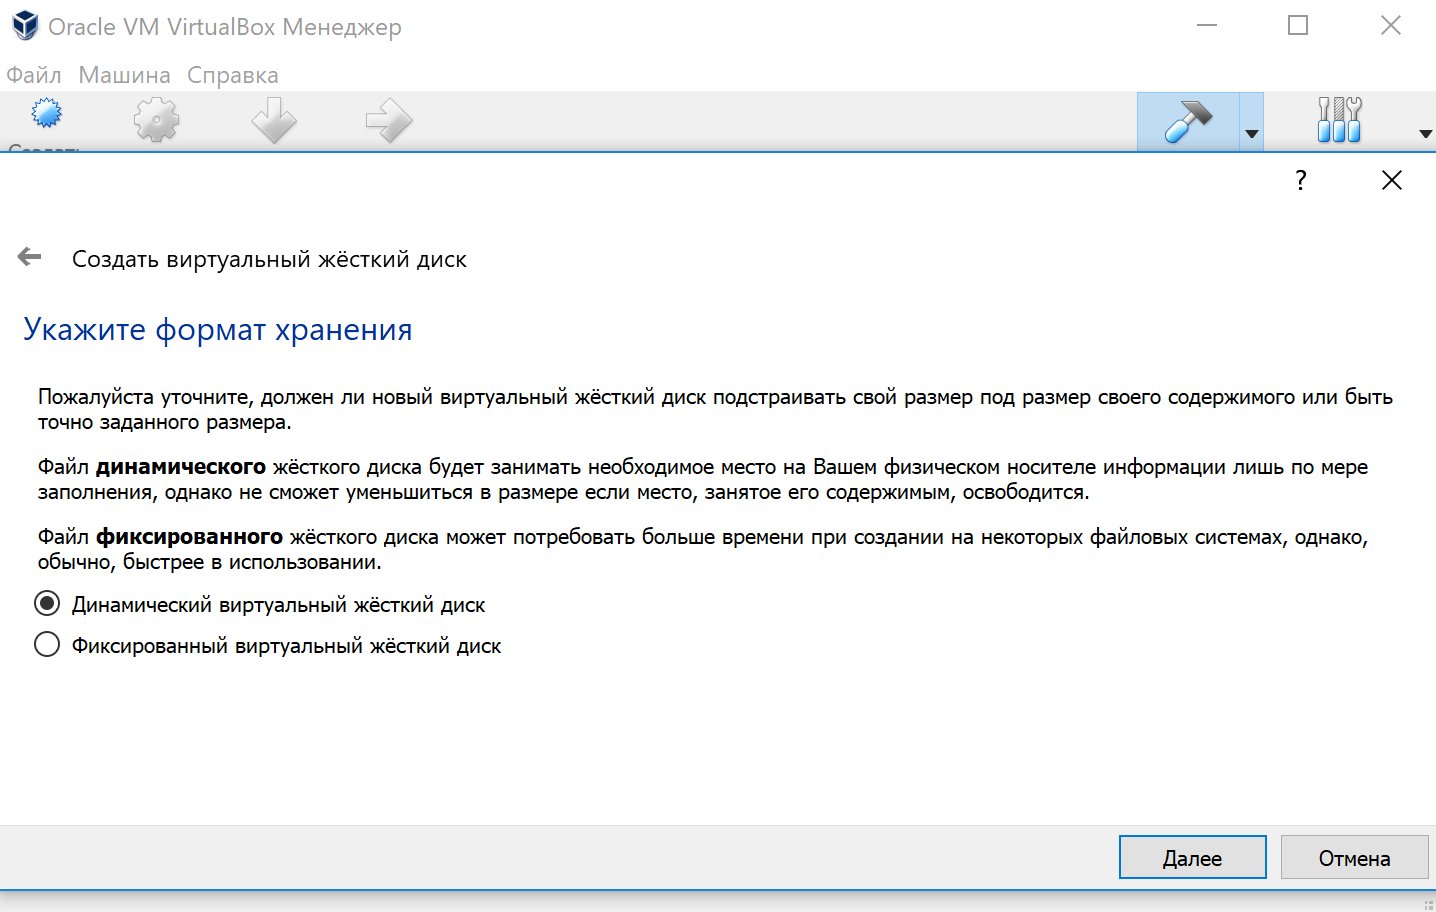 Oracle VM VirtualBox Менеджер
Файл Машина Справка
Создать
?
Создать виртуальный жёсткий диск
Укажите формат хранения
Пожалуйста уточните, должен ли новый виртуальный жёсткий диск подстраивать свой размер под размер своего содержимого или быть
точно заданного размера.
Файл динамического жёсткого диска будет занимать необходимое место на Вашем физическом носителе информации лишь по мере
заполнения, однако не сможет уменьшиться в размере если место, занятое его содержимым, освободится.
Файл фиксированного жёсткого диска может потребовать больше времени при создании на некоторых файловых системах, однако,
обычно, быстрее в использовании.
Динамический виртуальный жёсткий диск
Фиксированный виртуальный жёсткий диск
Далее Отмена